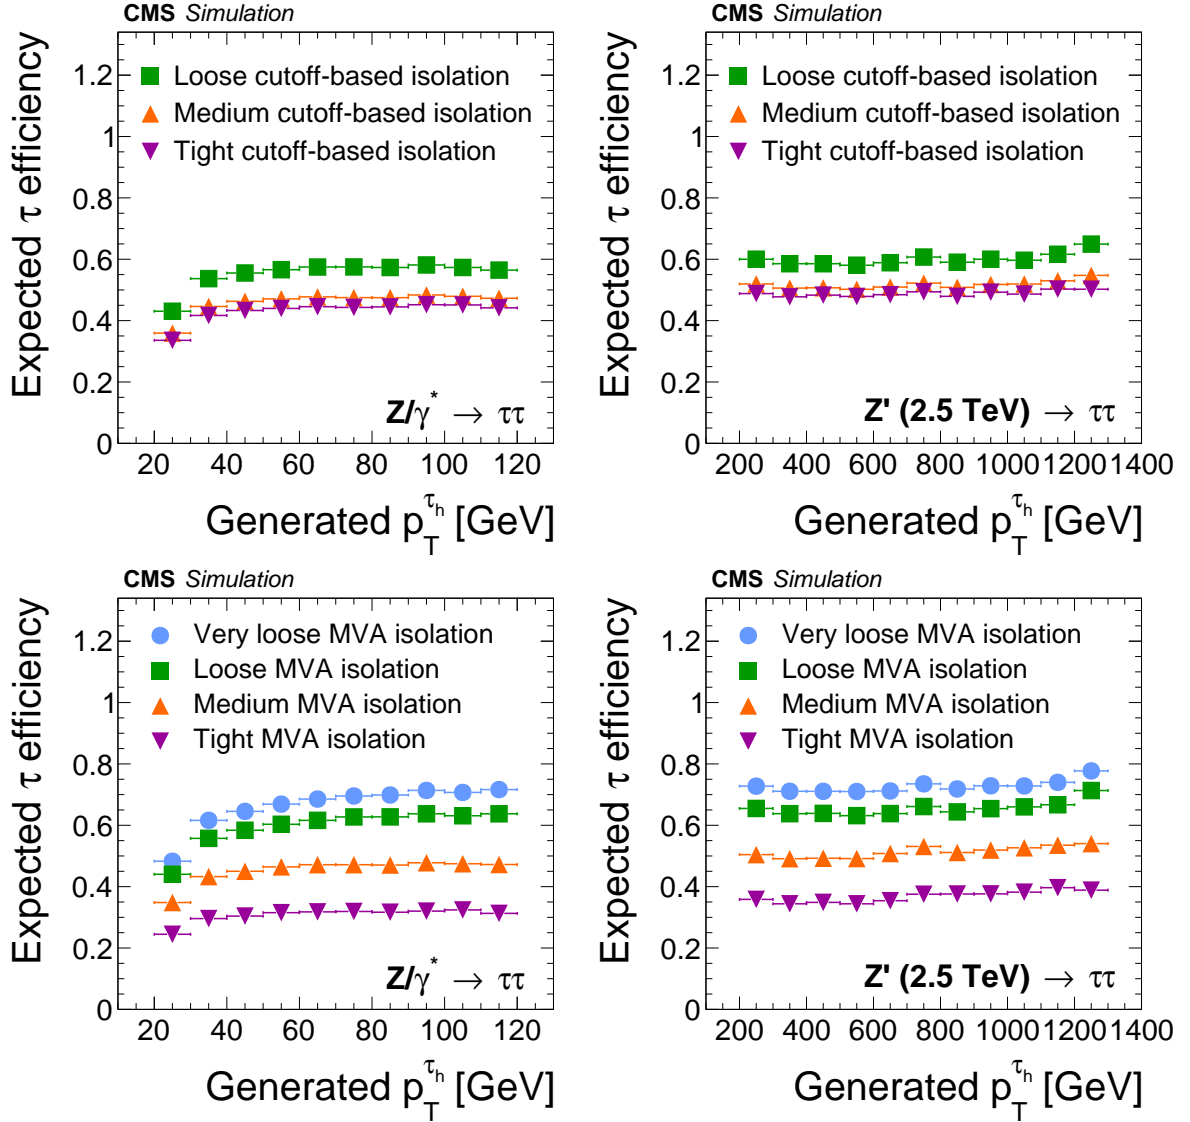 CMS Simulation
Expected τ efficiency
1.2
1
0.8
0.6
0.4
0.2
0
Loose cutoff-based isolation
Medium cutoff-based isolation
Tight cutoff-based isolation
Z/γ* → ττ
20 40 60 80 100 120
Generated p_T^τ_h [GeV]
CMS Simulation
Expected τ efficiency
1.2
1
0.8
0.6
0.4
0.2
0
Loose cutoff-based isolation
Medium cutoff-based isolation
Tight cutoff-based isolation
Z' (2.5 TeV) → ττ
200 400 600 800 1000 1200 1400
Generated p_T^τ_h [GeV]
CMS Simulation
Expected τ efficiency
1.2
1
0.8
0.6
0.4
0.2
0
Very loose MVA isolation
Loose MVA isolation
Medium MVA isolation
Tight MVA isolation
Z/γ* → ττ
20 40 60 80 100 120
Generated p_T^τ_h [GeV]
CMS Simulation
Expected τ efficiency
1.2
1
0.8
0.6
0.4
0.2
0
Very loose MVA isolation
Loose MVA isolation
Medium MVA isolation
Tight MVA isolation
Z' (2.5 TeV) → ττ
200 400 600 800 1000 1200 1400
Generated p_T^τ_h [GeV]